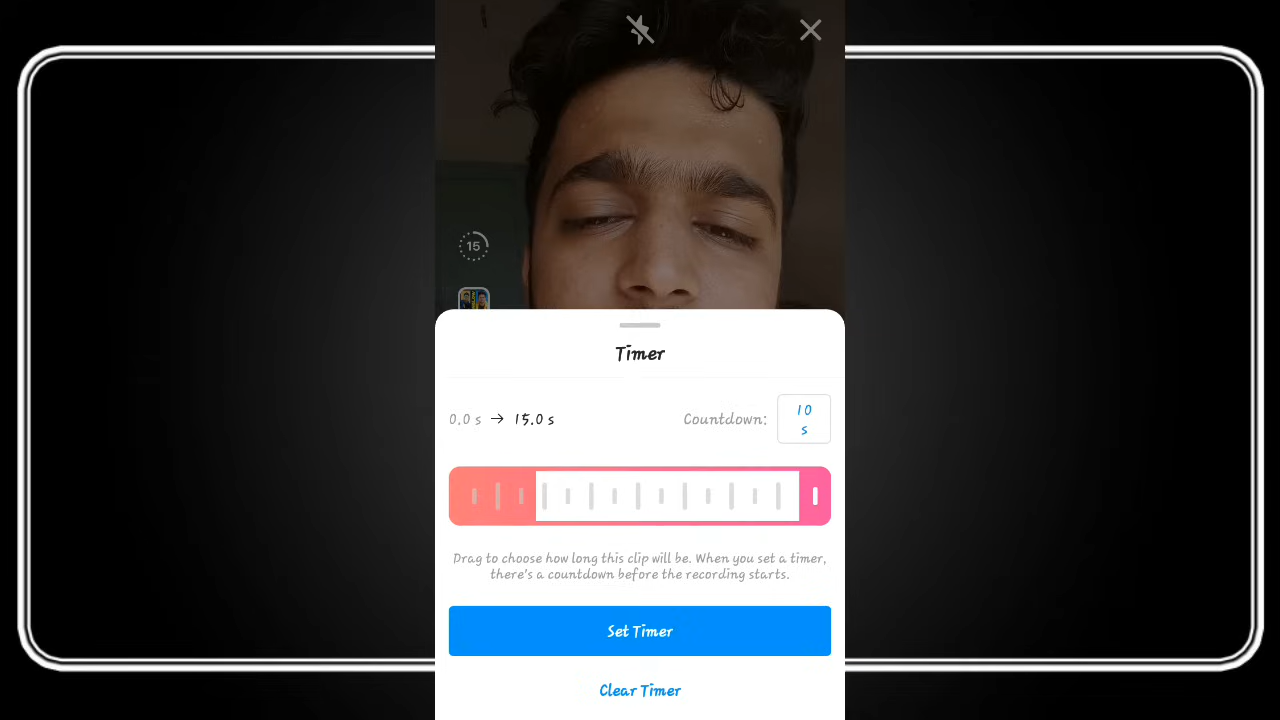 15
Timer
0.0 s → 15.0 s
Countdown:
10
s
Drag to choose how long this clip will be. When you set a timer,
there's a countdown before the recording starts.
Set Timer
Clear Timer